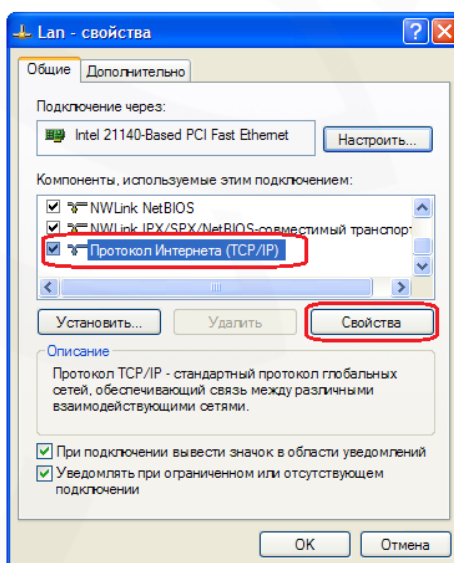 Lan - свойства
Общие Дополнительно
Подключение через:
Intel 21140-Based PCI Fast Ethernet Настроить...
Компоненты, используемые этим подключением:
NWLink NetBIOS
NWLink IPX/SPX/NetBIOS-совместимый транспорт
Протокол Интернета (TCP/IP)
Установить... Удалить Свойства
Описание
Протокол TCP/IP - стандартный протокол глобальных
сетей, обеспечивающий связь между различными
взаимодействующими сетями.
При подключении вывести значок в области уведомлений
Уведомлять при ограниченном или отсутствующем
подключении
OK Отмена